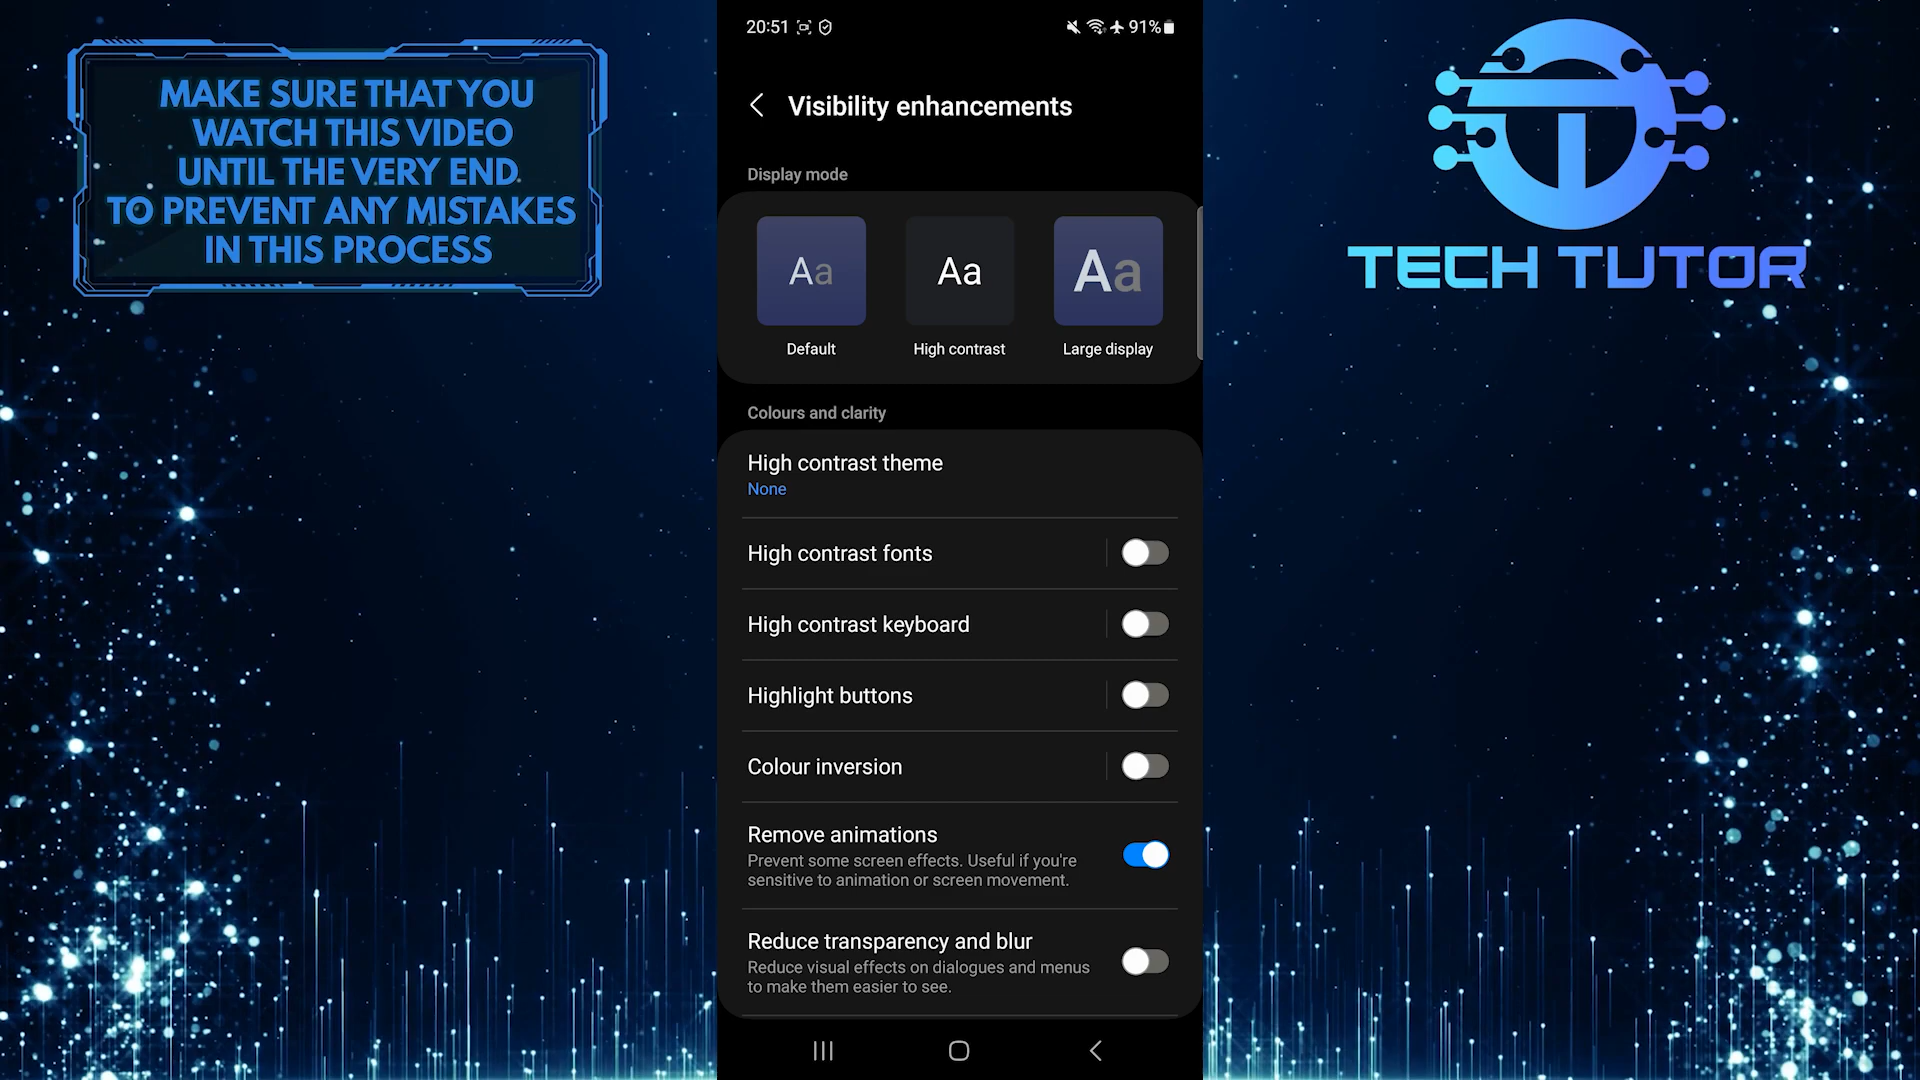 MAKE SURE THAT YOU
WATCH THIS VIDEO
UNTIL THE VERY END
TO PREVENT ANY MISTAKES
IN THIS PROCESS
20:51
91%
Visibility enhancements
Display mode
Aa
Aa
Aa
Default
High contrast
Large display
Colours and clarity
High contrast theme
None
High contrast fonts
High contrast keyboard
Highlight buttons
Colour inversion
Remove animations
Prevent some screen effects. Useful if you're
sensitive to animation or screen movement.
Reduce transparency and blur
Reduce visual effects on dialogues and menus
to make them easier to see.
TECH TUTOR